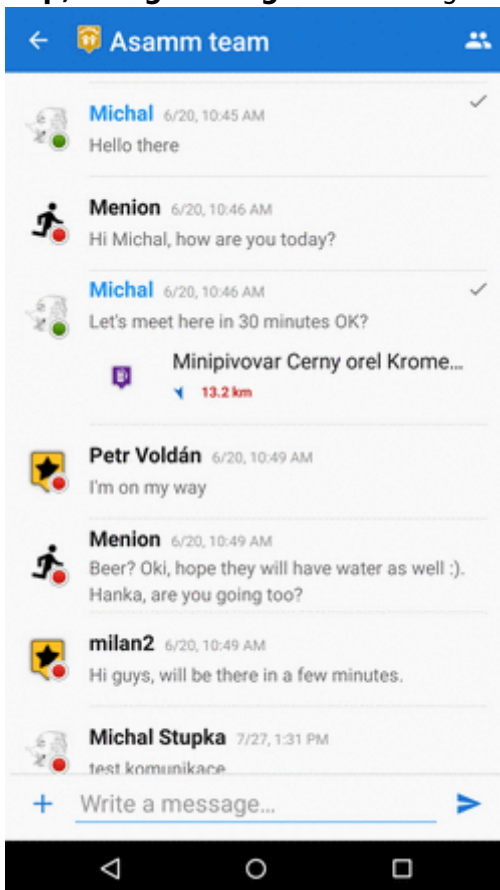 Asamm team
Michal 6/20, 10:45 AM
Hello there
Menion 6/20, 10:46 AM
Hi Michal, how are you today?
Michal 6/20, 10:46 AM
Let's meet here in 30 minutes OK?
Minipivovar Cerny orel Krome...
13.2 km
Petr Voldán 6/20, 10:49 AM
I'm on my way
Menion 6/20, 10:49 AM
Beer? Oki, hope they will have water as well :).
Hanka, are you going too?
milan2 6/20, 10:49 AM
Hi guys, will be there in a few minutes.
Michal Stupka 7/27, 1:31 PM
test komunikace
Write a message...